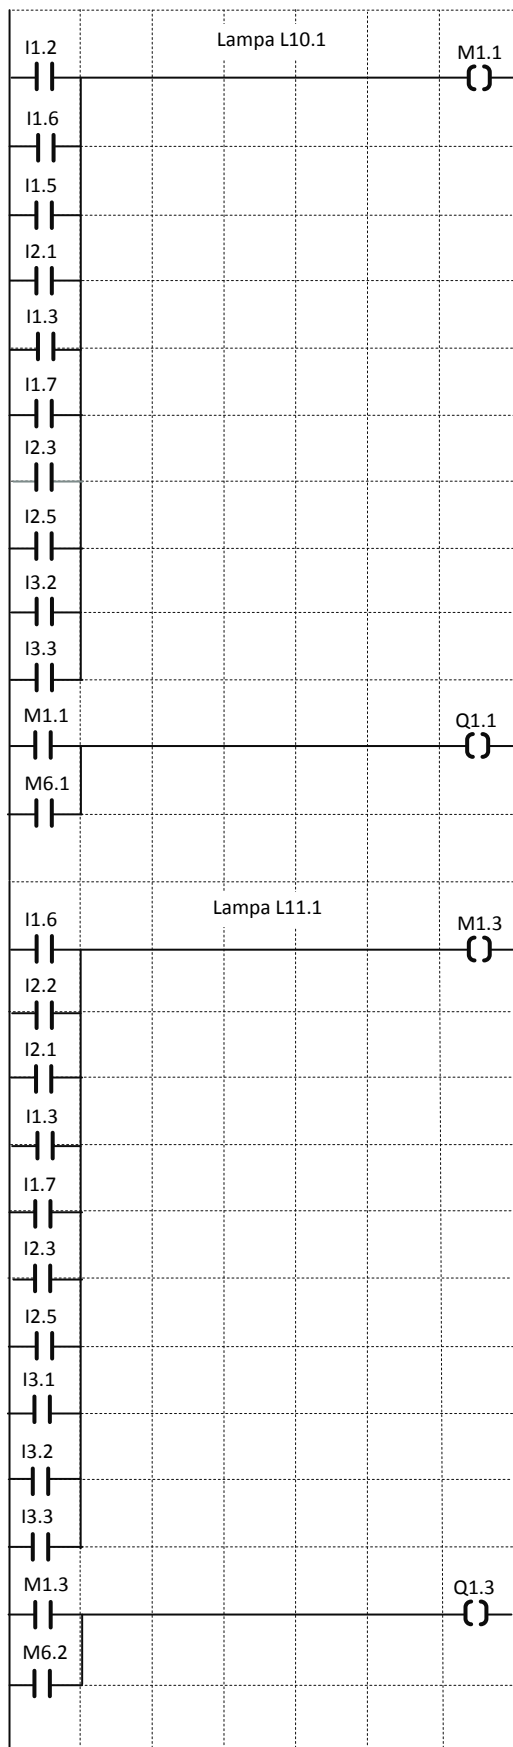 Lampa L10.1
I1.2
M1.1
I1.6
I1.5
I2.1
I1.3
I1.7
I2.3
I2.5
I3.2
I3.3
M1.1
Q1.1
M6.1
Lampa L11.1
I1.6
M1.3
I2.2
I2.1
I1.3
I1.7
I2.3
I2.5
I3.1
I3.2
I3.3
M1.3
Q1.3
M6.2